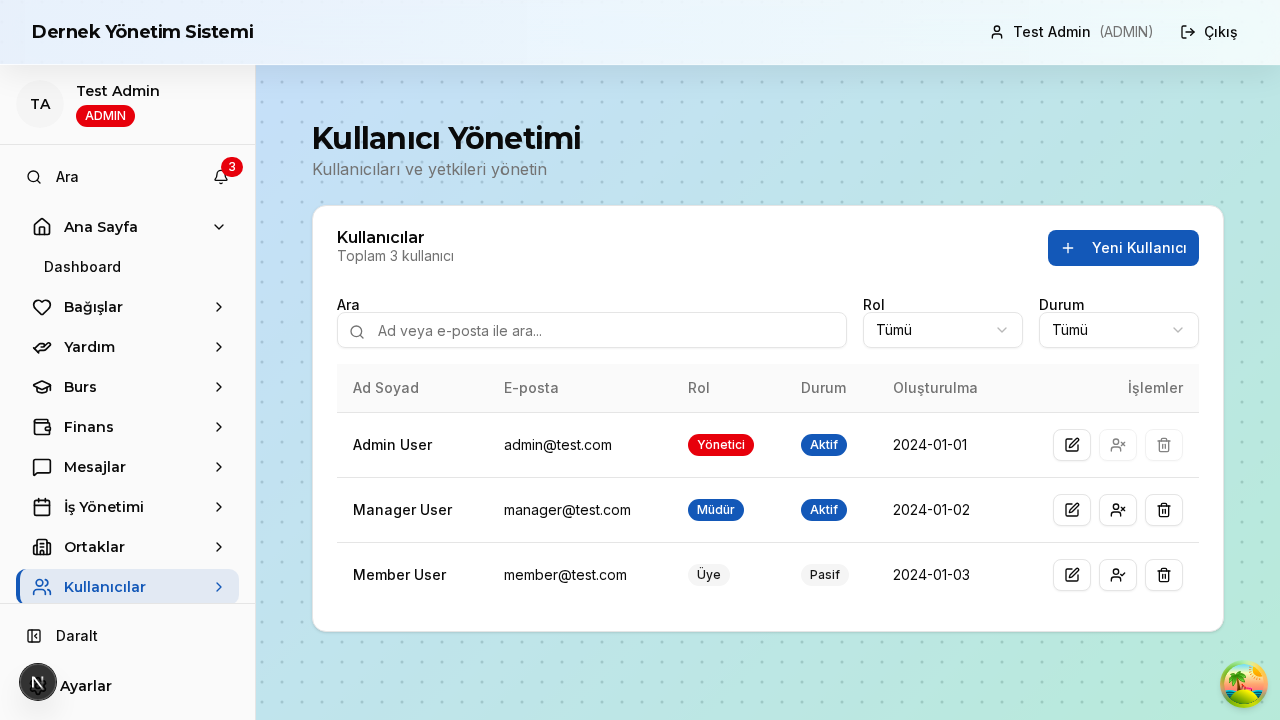 Dernek Yönetim Sistemi
Test Admin (ADMIN)
Çıkış
TA
Test Admin
ADMIN
Ara
3
Ana Sayfa
Dashboard
Bağışlar
Yardım
Burs
Finans
Mesajlar
İş Yönetimi
Ortaklar
Kullanıcılar
Daralt
N
Ayarlar
Kullanıcı Yönetimi
Kullanıcıları ve yetkileri yönetin
Kullanıcılar
Toplam 3 kullanıcı
Yeni Kullanıcı
Ara
Rol
Durum
Ad veya e-posta ile ara...
Tümü
Tümü
Ad Soyad E-posta Rol Durum Oluşturulma İşlemler
Admin User admin@test.com Yönetici Aktif 2024-01-01
Manager User manager@test.com Müdür Aktif 2024-01-02
Member User member@test.com Üye Pasif 2024-01-03